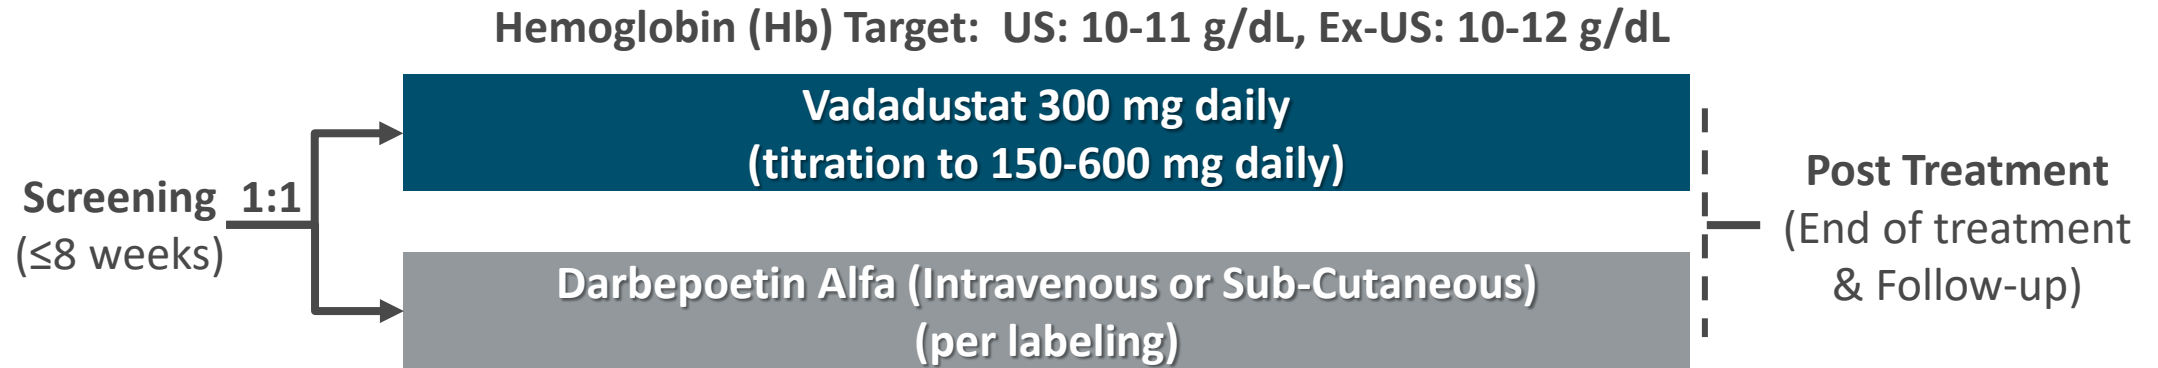 Hemoglobin (Hb) Target:  US: 10-11 g/dL, Ex-US: 10-12 g/dL
Vadadustat 300 mg daily
(titration to 150-600 mg daily)
Screening
(≤8 weeks)
1:1
Darbepoetin Alfa (Intravenous or Sub-Cutaneous)
(per labeling)
Post Treatment
(End of treatment
& Follow-up)